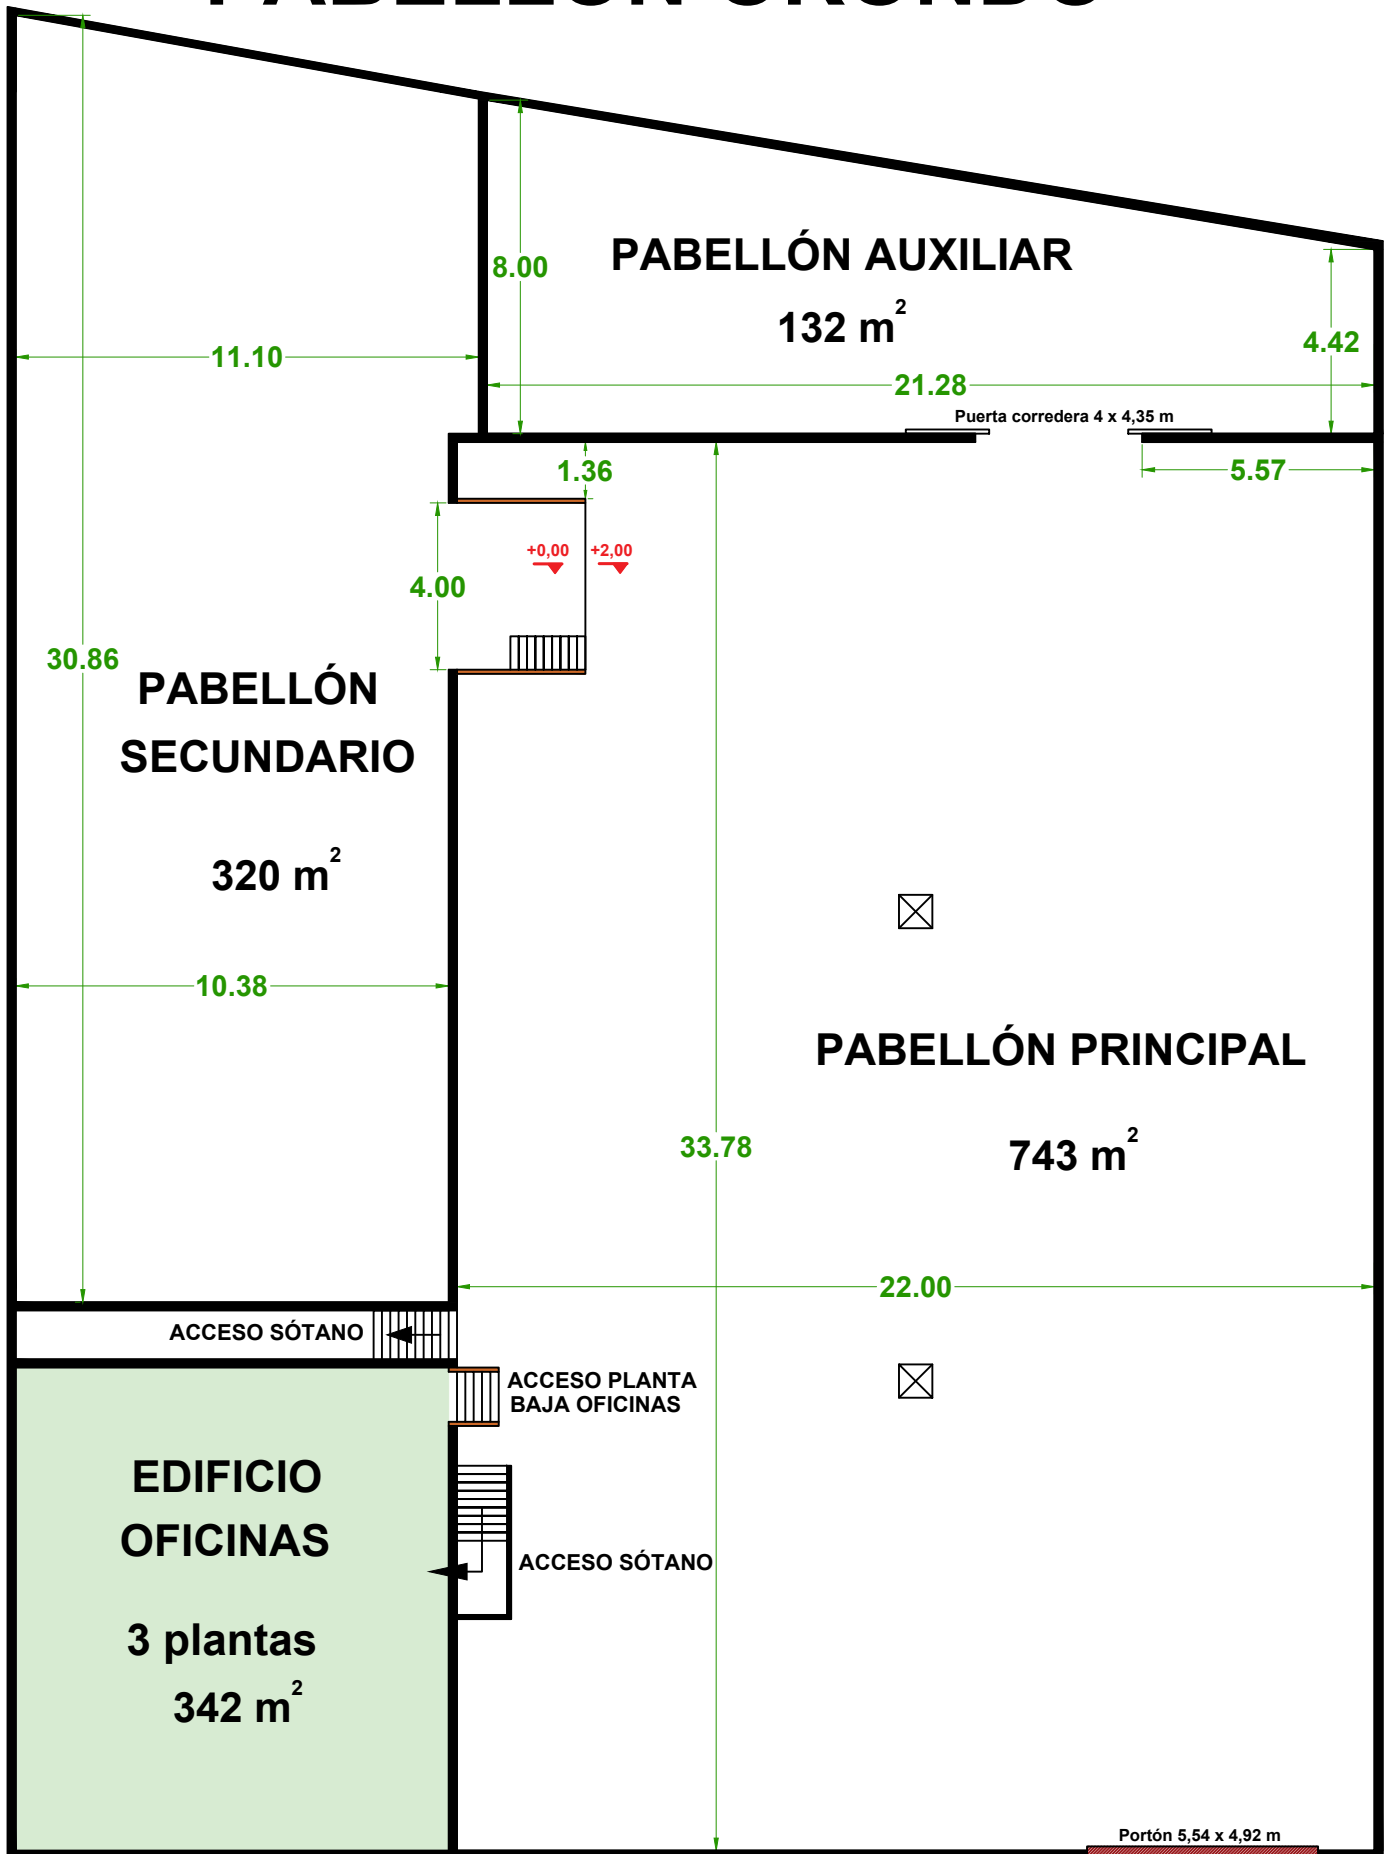 8.00
PABELLÓN AUXILIAR
132 m²
4.42
11.10
21.28
Puerta corredera 4 x 4,35 m
1.36
5.57
+0,00
+2,00
4.00
30.86
PABELLÓN
SECUNDARIO
320 m²
10.38
PABELLÓN PRINCIPAL
33.78
743 m²
22.00
ACCESO SÓTANO
ACCESO PLANTA
BAJA OFICINAS
EDIFICIO
OFICINAS
ACCESO SÓTANO
3 plantas
342 m²
Portón 5,54 x 4,92 m